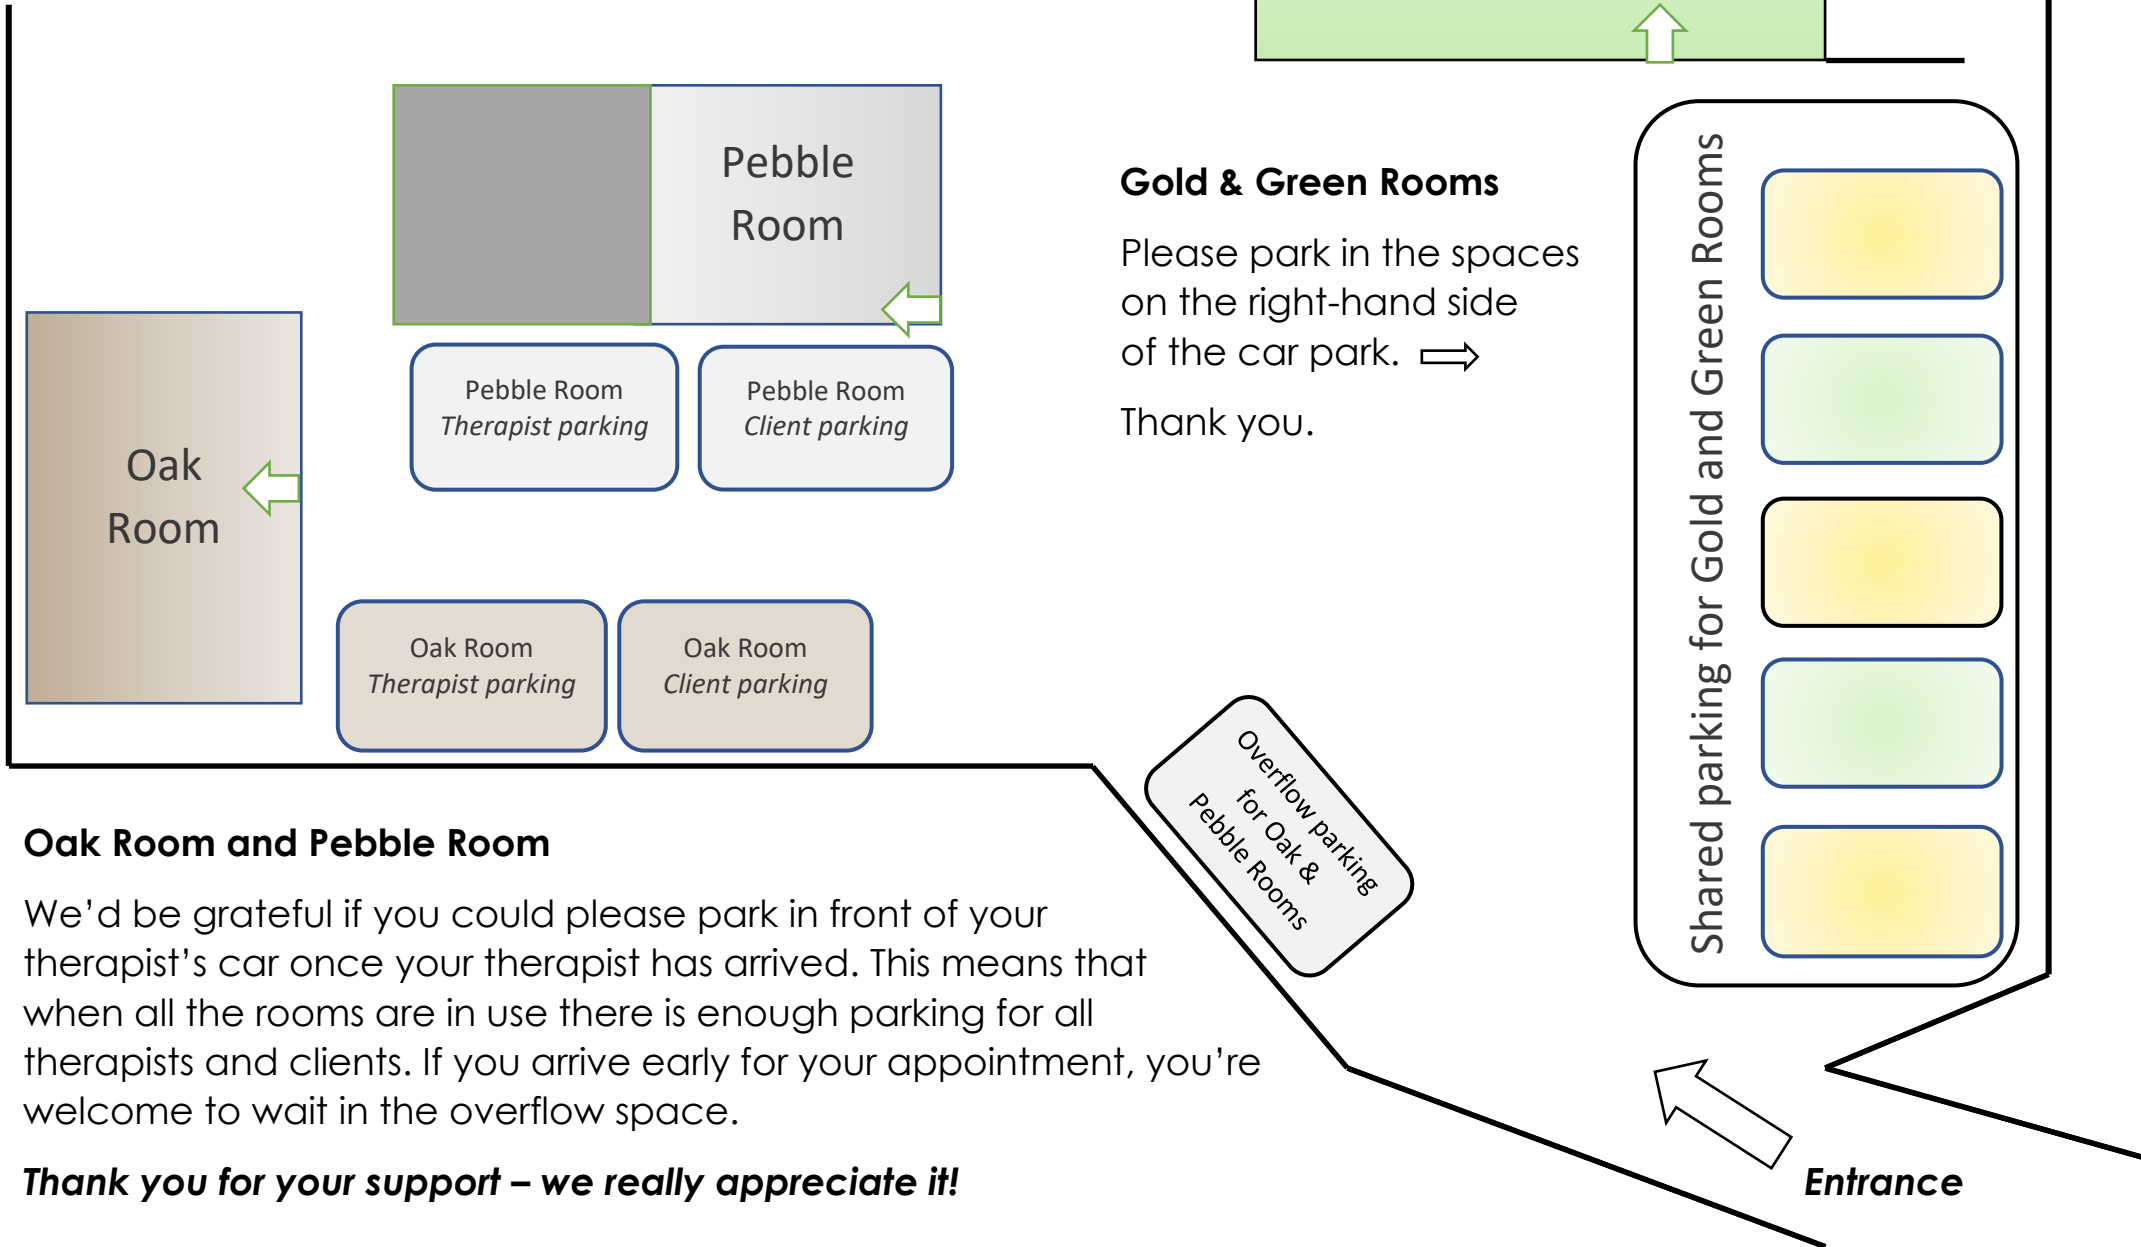 Pebble
Room
Gold & Green Rooms
Please park in the spaces
on the right-hand side
of the car park.
Thank you.
Shared parking for Gold and Green Rooms
Pebble Room
Therapist parking
Pebble Room
Client parking
Oak
Room
Oak Room
Therapist parking
Oak Room
Client parking
Overflow parking
for Oak &
Pebble Rooms
Oak Room and Pebble Room
We’d be grateful if you could please park in front of your
therapist’s car once your therapist has arrived. This means that
when all the rooms are in use there is enough parking for all
therapists and clients. If you arrive early for your appointment, you’re
welcome to wait in the overflow space.
Thank you for your support – we really appreciate it!
Entrance